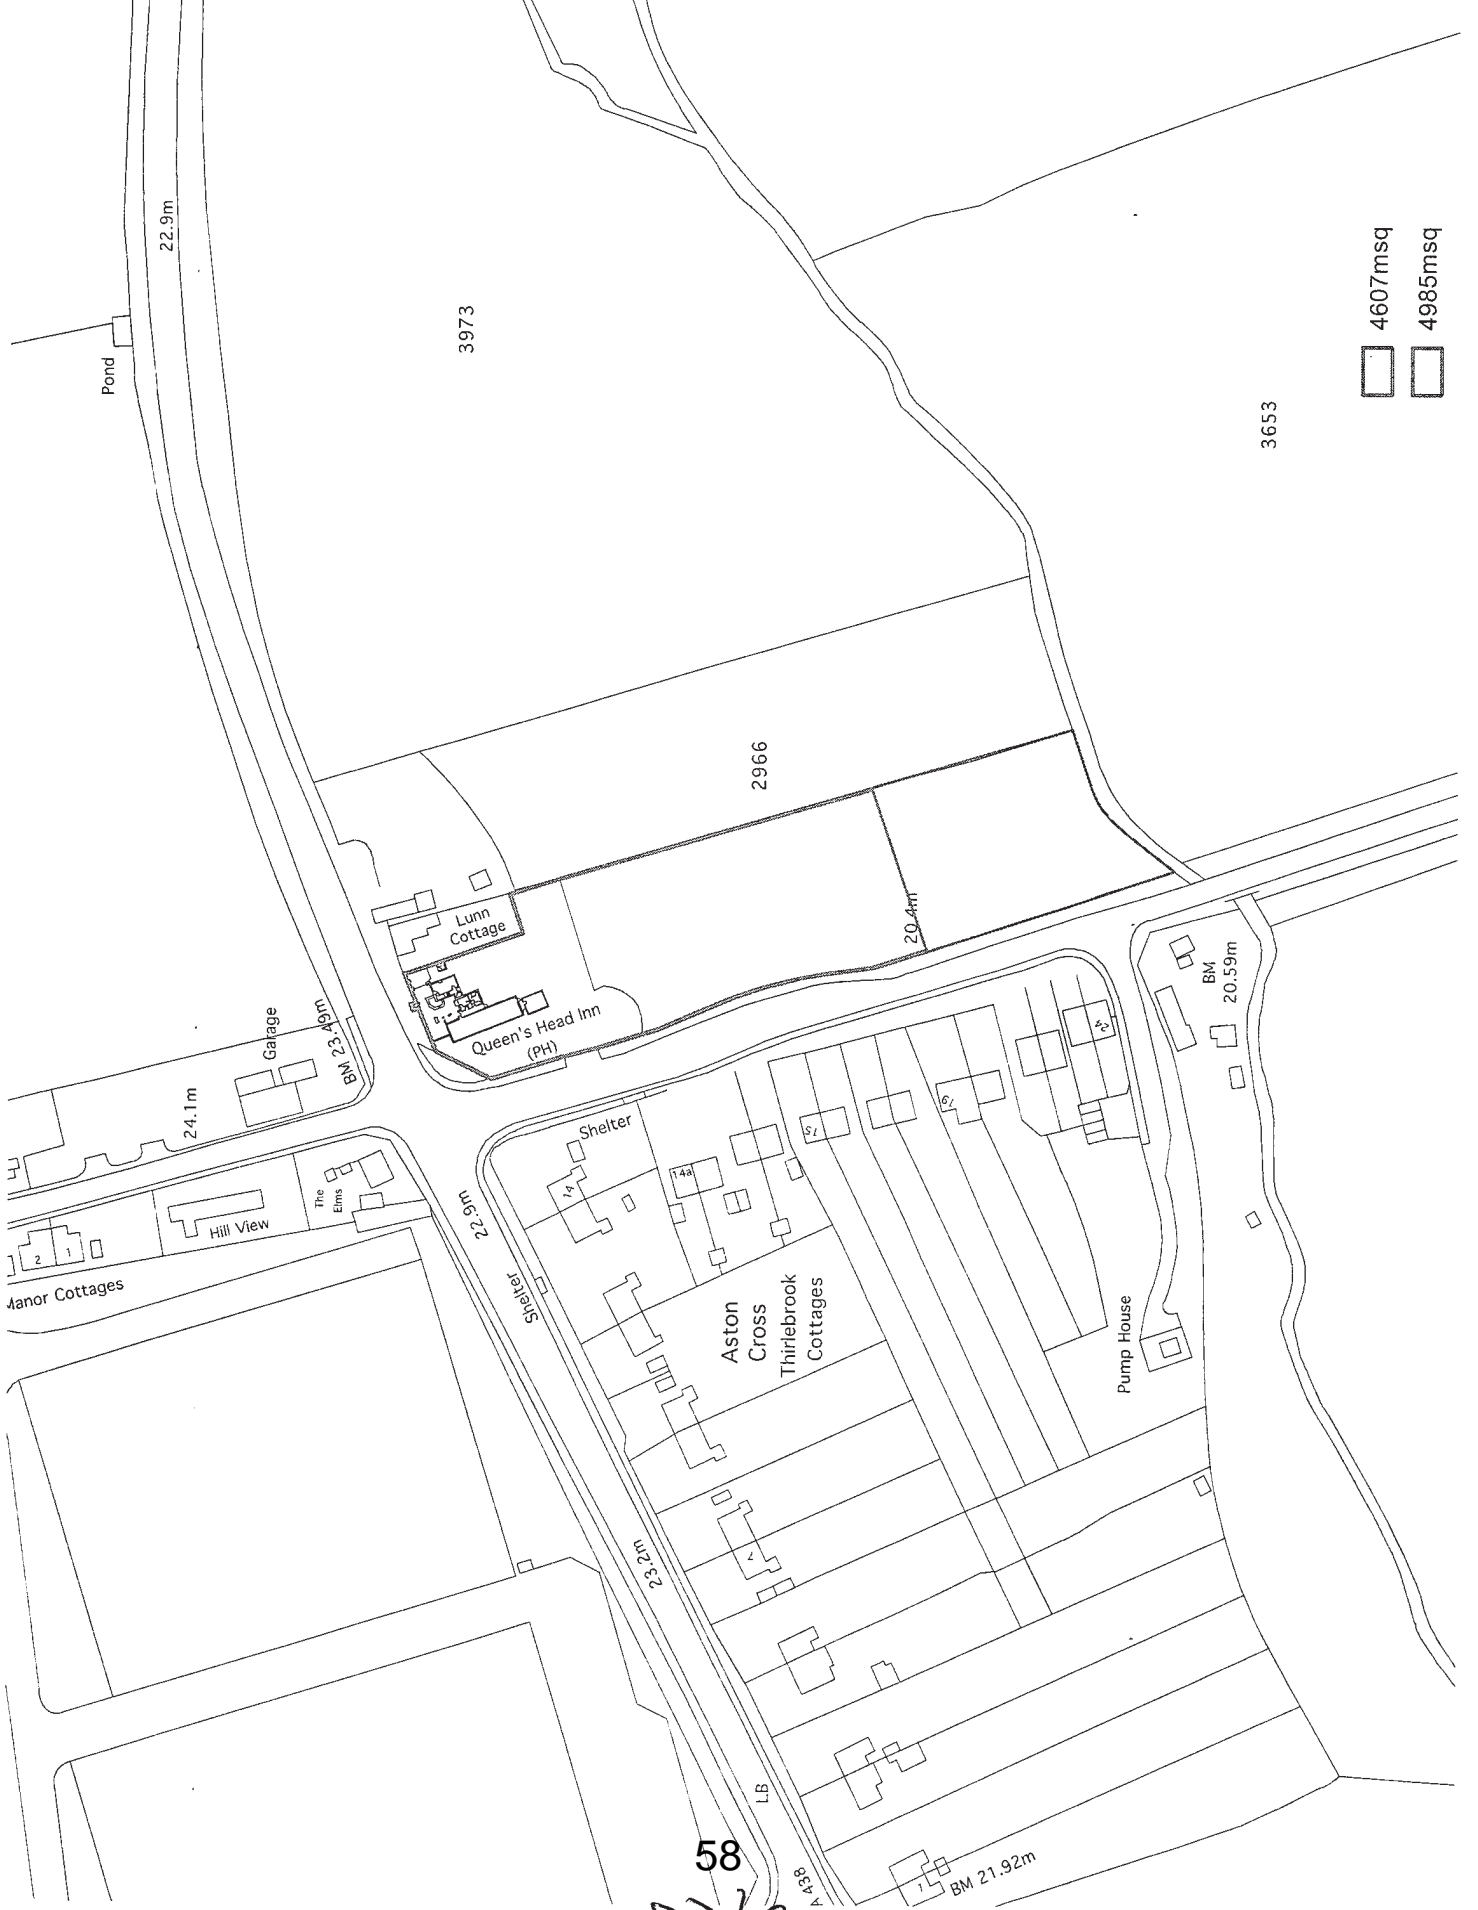 22.9m
Pond
3973
4607msq
4985msq
3653
2966
Lunn
Cottage
20.4m
Queen's Head Inn
(PH)
Garage
BM 23.49m
24.1m
BM
20.59m
24
Shelter
19
15
14a
14
The
Elms
Hill View
2
1
Manor Cottages
22.9m
Shelter
Aston
Cross
Thirlebrook
Cottages
Pump House
23.2m
7
LB
58
A 438
1
BM 21.92m